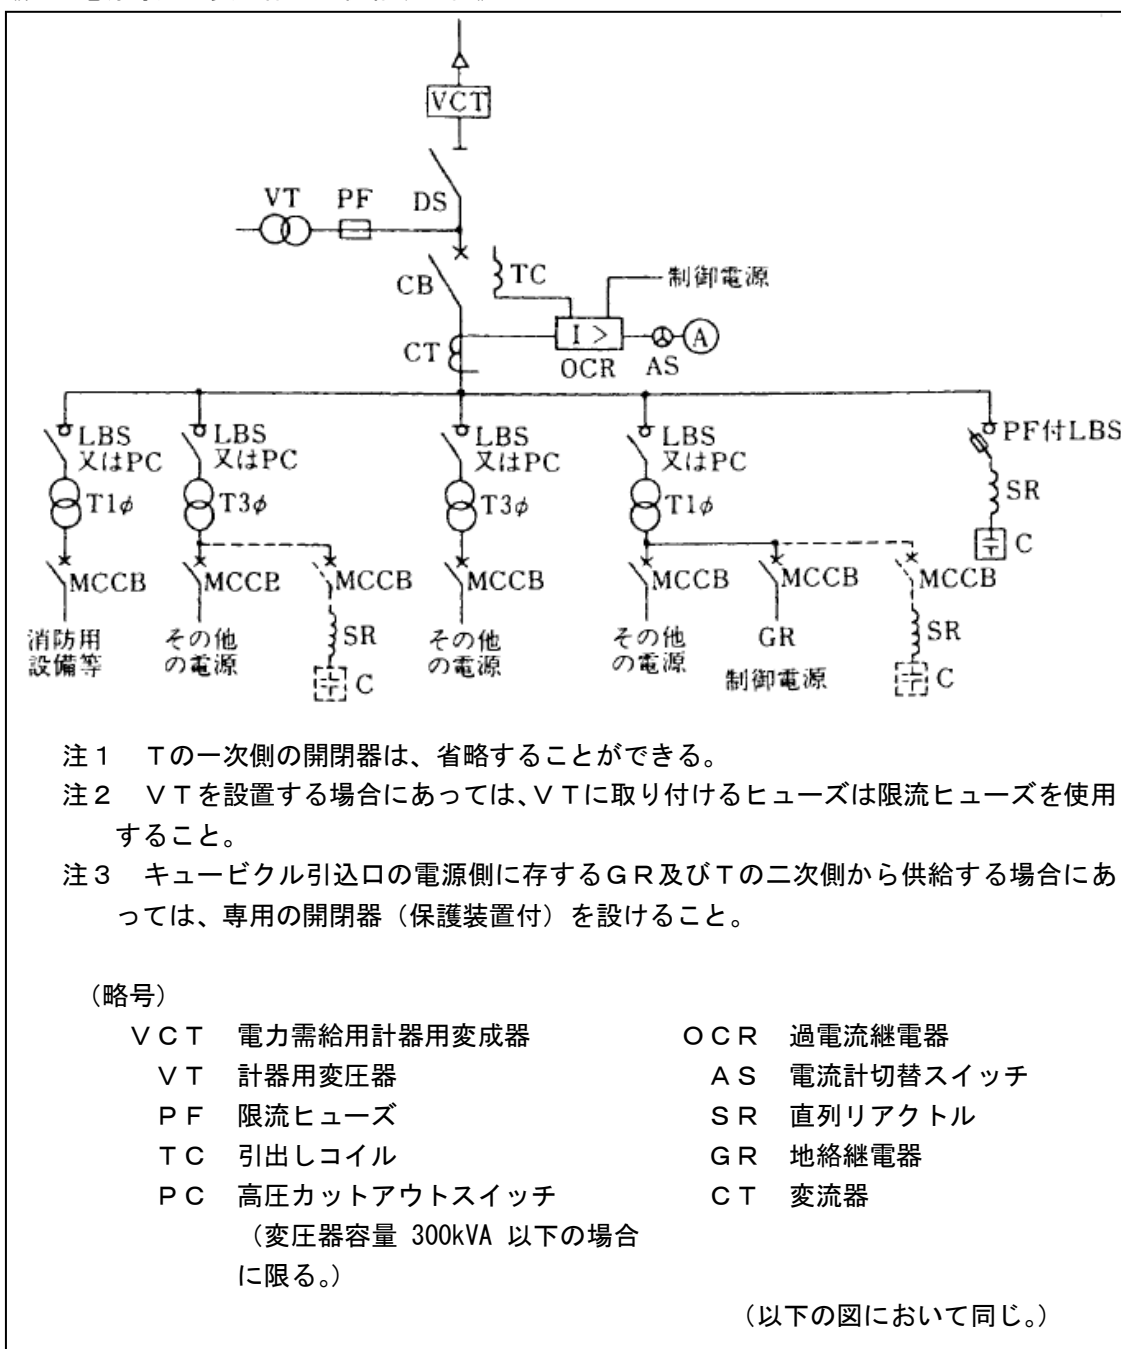 VCT
DS
VT
PF
CB
TC
制御電源
CT
I >
OCR
AS
A
LBS
又はPC
LBS
又はPC
LBS
又はPC
LBS
又はPC
PF付LBS
T1φ
T3φ
T3φ
T1φ
SR
C
MCCB
MCCB
MCCB
MCCB
MCCB
MCCB
MCCB
消防用
設備等
その他
の電源
SR
C
その他
の電源
その他
の電源
GR
制御電源
SR
C
注1 Tの一次側の開閉器は、省略することができる。
注2 VTを設置する場合にあっては、VTに取り付けるヒューズは限流ヒューズを使用
すること。
注3 キュービクル引込口の電源側に存するGR及びTの二次側から供給する場合にあ
っては、専用の開閉器(保護装置付)を設けること。
(略号)
VCT 電力需給用計器用変成器 OCR 過電流継電器
VT 計器用変圧器 AS 電流計切替スイッチ
PF 限流ヒューズ SR 直列リアクトル
TC 引出しコイル GR 地絡継電器
PC 高圧カットアウトスイッチ CT 変流器
(変圧器容量 300kVA 以下の場合
に限る。)
(以下の図において同じ。)